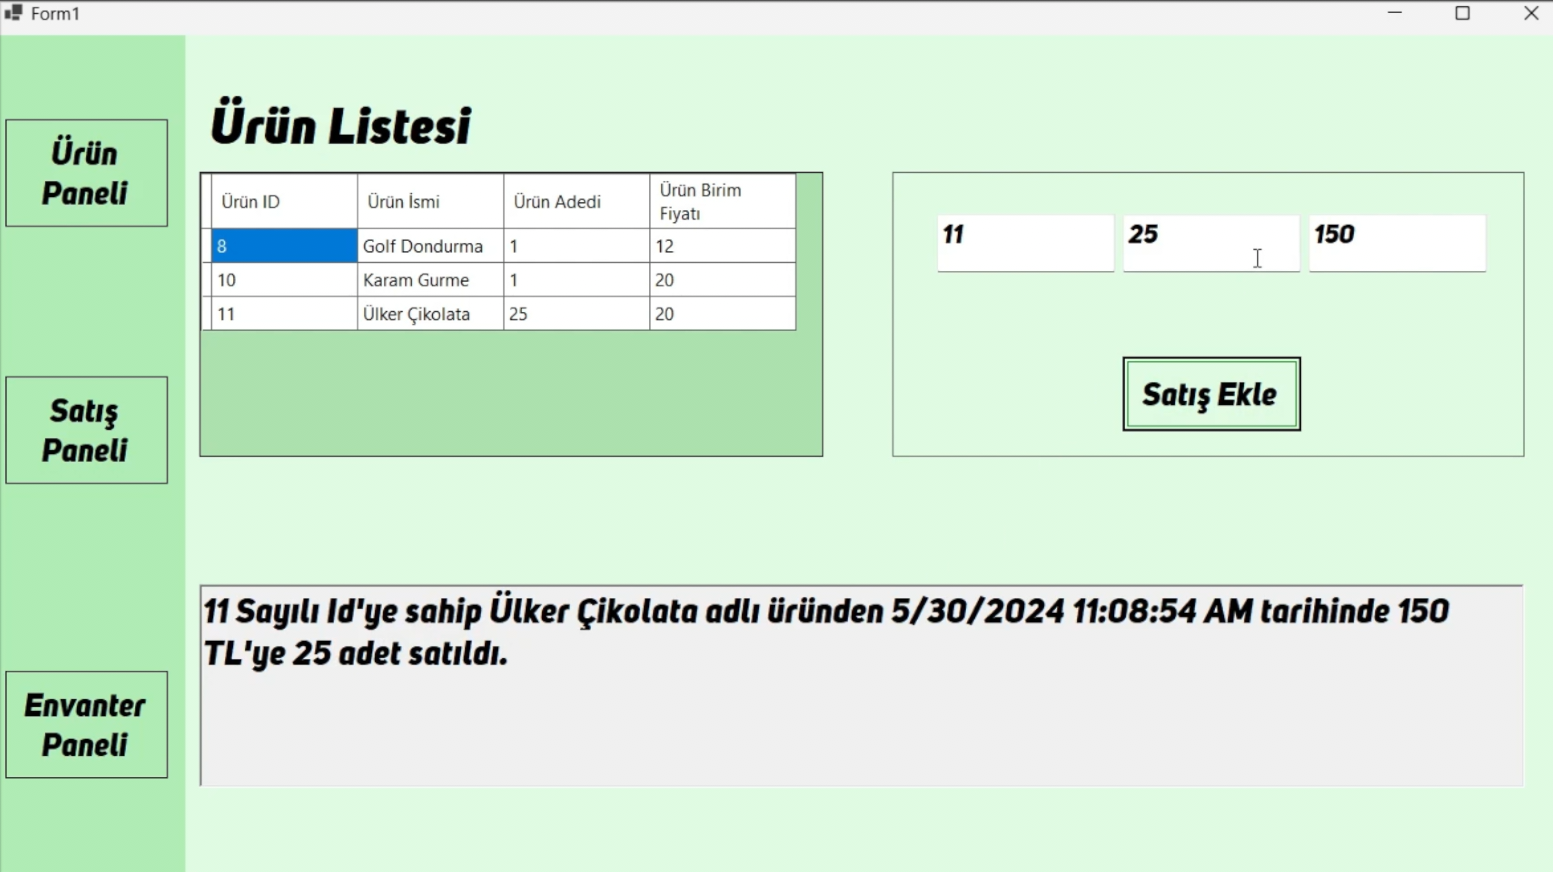 Form1
Ürün
Paneli
Satış
Paneli
Envanter
Paneli
Ürün Listesi
Ürün ID Ürün İsmi Ürün Adedi Ürün Birim Fiyatı
8 Golf Dondurma 1 12
10 Karam Gurme 1 20
11 Ülker Çikolata 25 20
11 25 150
Satış Ekle
11 Sayılı Id'ye sahip Ülker Çikolata adlı üründen 5/30/2024 11:08:54 AM tarihinde 150
TL'ye 25 adet satıldı.